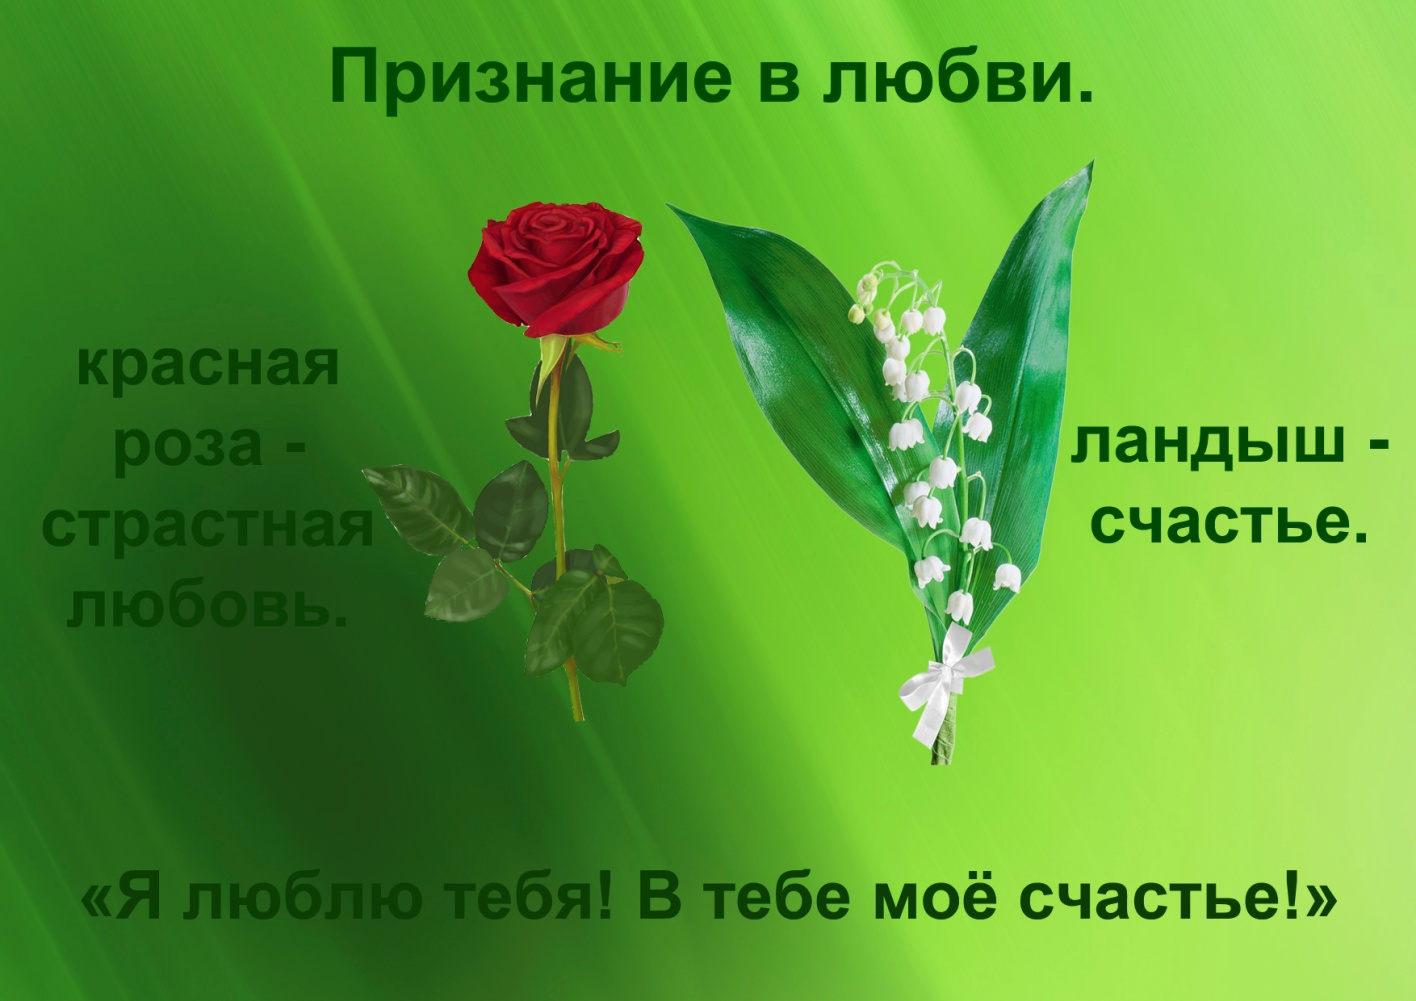 Признание в любви.
красная
роза -
страстная
любовь.
ландыш -
счастье.
«Я люблю тебя! В тебе моё счастье!»